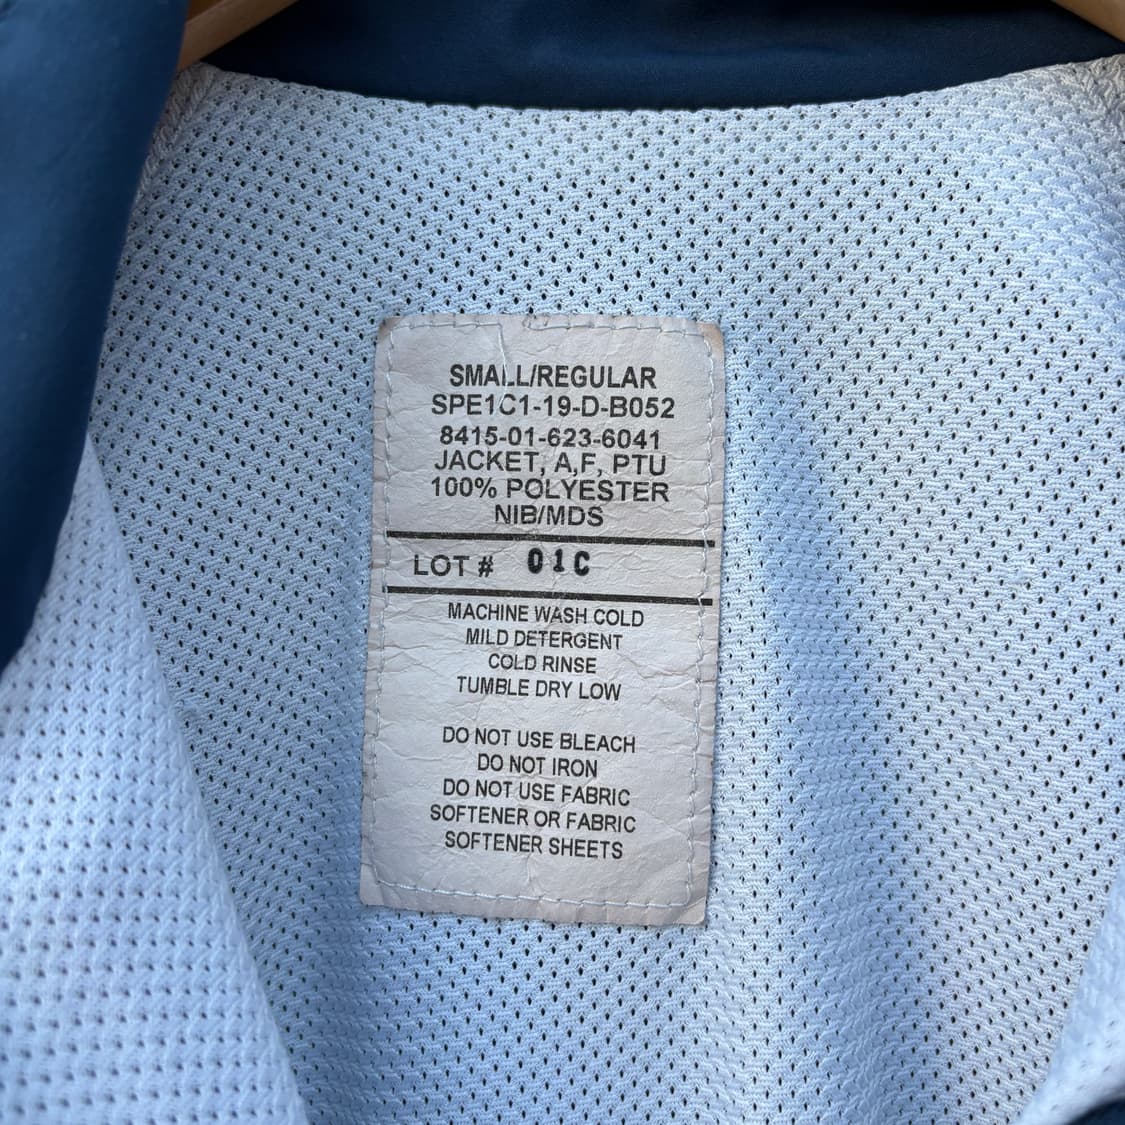 SMALL/REGULAR
SPE1C1-19-D-B052
8415-01-623-6041
JACKET, A,F, PTU
100% POLYESTER
NIB/MDS
LOT # 01C
MACHINE WASH COLD
MILD DETERGENT
COLD RINSE
TUMBLE DRY LOW
DO NOT USE BLEACH
DO NOT IRON
DO NOT USE FABRIC
SOFTENER OR FABRIC
SOFTENER SHEETS